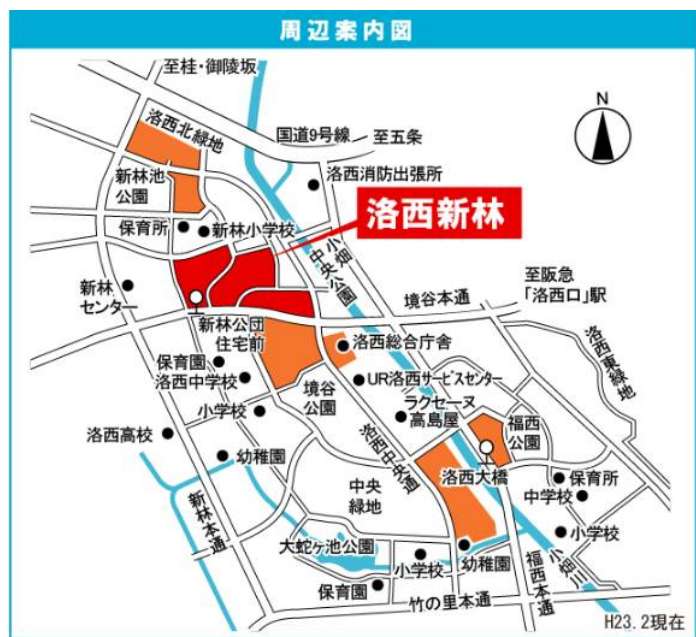 周辺案内図
至桂・御陵坂
洛西北緑地
国道9号線
至五条
N
新林池
公園
洛西消防出張所
保育所
新林小学校
洛西新林
小畑
中央公園
新林
センター
境谷本通
至阪急
「洛西口」駅
新林公団
住宅前
洛西総合庁舎
洛西東緑地
保育園
洛西中学校
UR洛西サービスセンター
境谷
公園
ラクセーヌ
高島屋
小学校
洛西高校
洛西中央通
福西
公園
幼稚園
洛西大橋
保育所
中学校
新林本通
中央
緑地
大蛇ヶ池公園
小学校
幼稚園
小学校
福西本通
小畑川
保育園
竹の里本通
H23.2現在